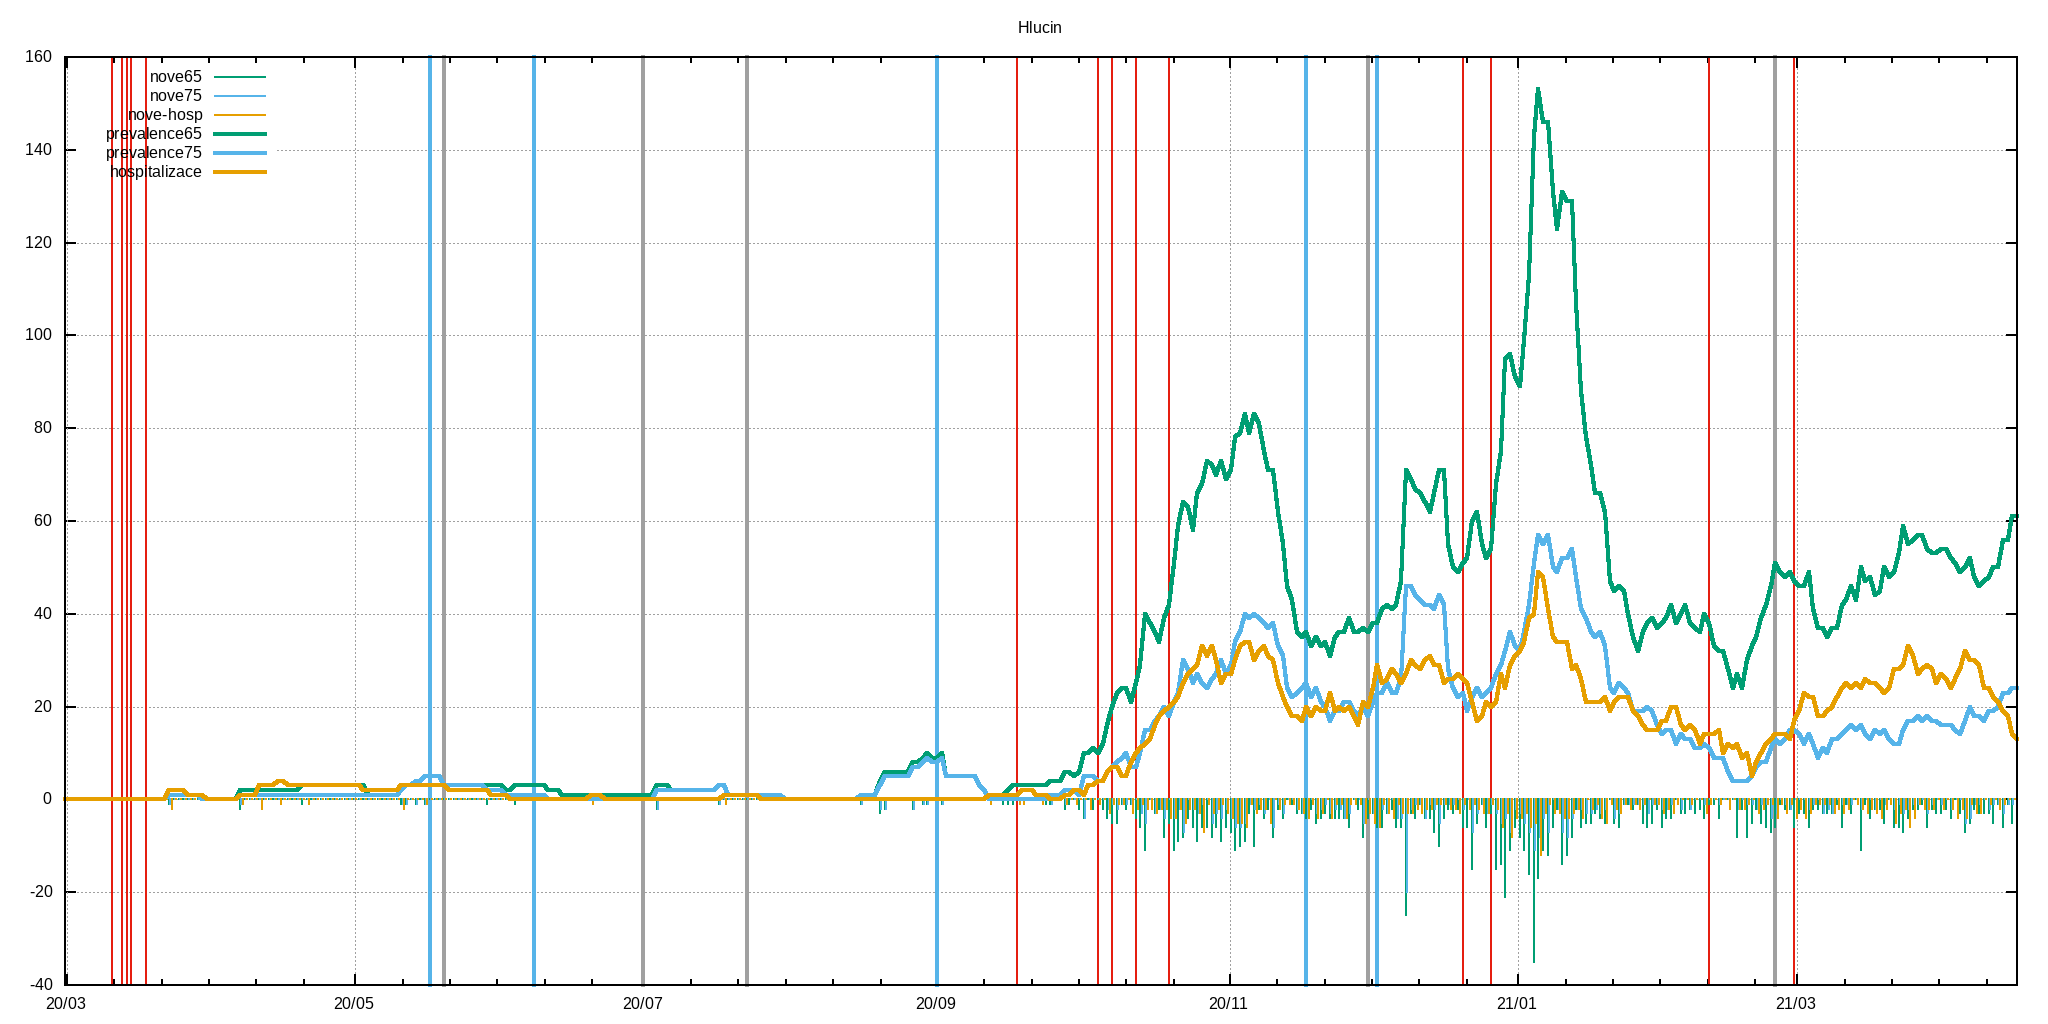 Hlucin
160
140
120
100
80
60
40
20
0
-20
-40
nove65
nove75
nove-hosp
prevalence65
prevalence75
hospitalizace
20/03 20/05 20/07 20/09 20/11 21/01 21/03